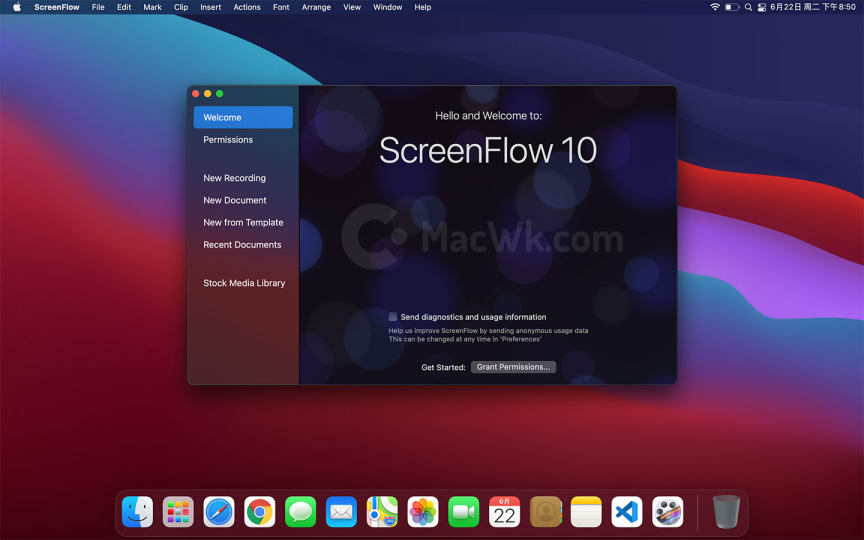 ScreenFlow File Edit Mark Clip Insert Actions Font Arrange View Window Help
6月22日 周二 下午8:50
Welcome
Permissions
New Recording
New Document
New from Template
Recent Documents
Stock Media Library
Hello and Welcome to:
ScreenFlow 10
MacWk.com
Send diagnostics and usage information
Help us improve ScreenFlow by sending anonymous usage data
This can be changed at any time in 'Preferences'
Get Started: Grant Permissions...
6月
22